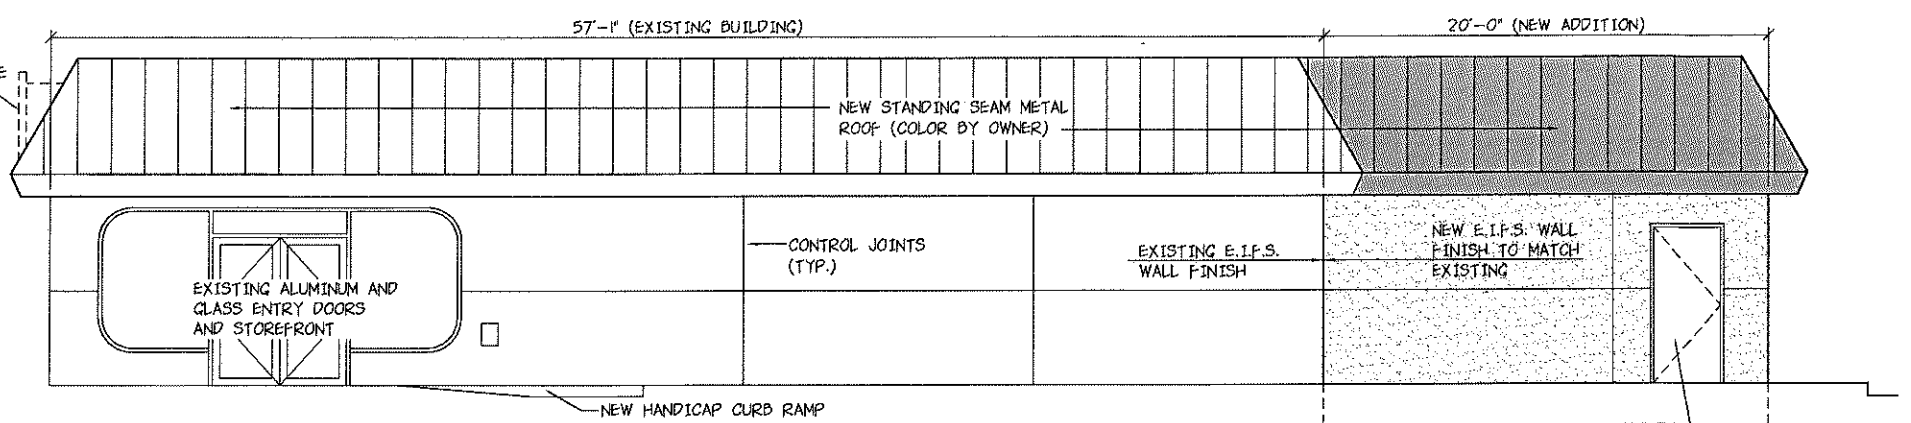 57'-1" (EXISTING BUILDING)
20'-0" (NEW ADDITION)
E
NEW STANDING SEAM METAL
ROOF (COLOR BY OWNER)
CONTROL JOINTS
(TYP.)
EXISTING E.I.F.S.
WALL FINISH
NEW E.I.F.S. WALL
FINISH TO MATCH
EXISTING
EXISTING ALUMINUM AND
GLASS ENTRY DOORS
AND STOREFRONT
NEW HANDICAP CURB RAMP